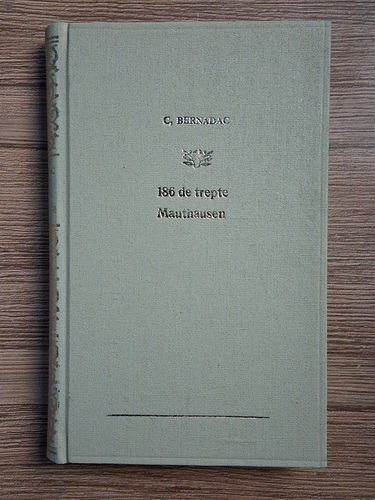 C. BERNADAC
186 de trepte
Mauthausen